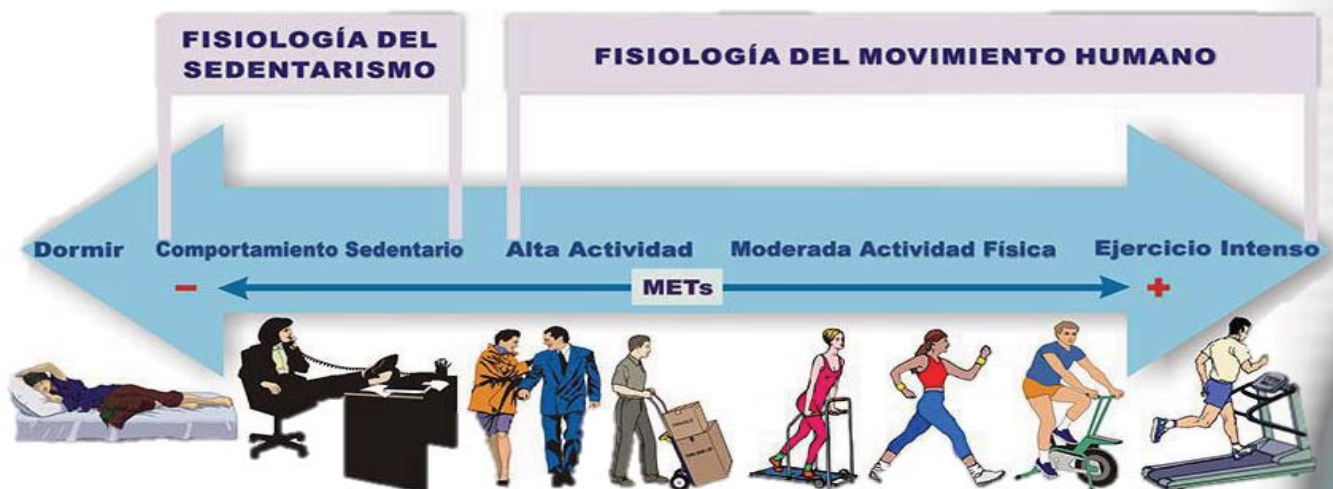 FISIOLOGÍA DEL
SEDENTARISMO
FISIOLOGÍA DEL MOVIMIENTO HUMANO
Dormir
Comportamiento Sedentario
Alta Actividad
Moderada Actividad Física
Ejercicio Intenso
–
METs
+